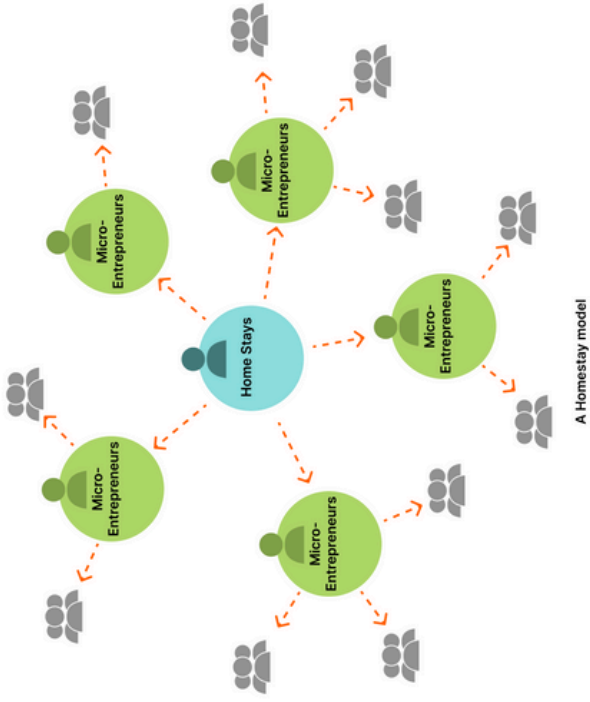 Micro-
Entrepreneurs
Micro-
Entrepreneurs
Micro-
Entrepreneurs
Home Stays
Micro-
Entrepreneurs
Micro-
Entrepreneurs
A Homestay model